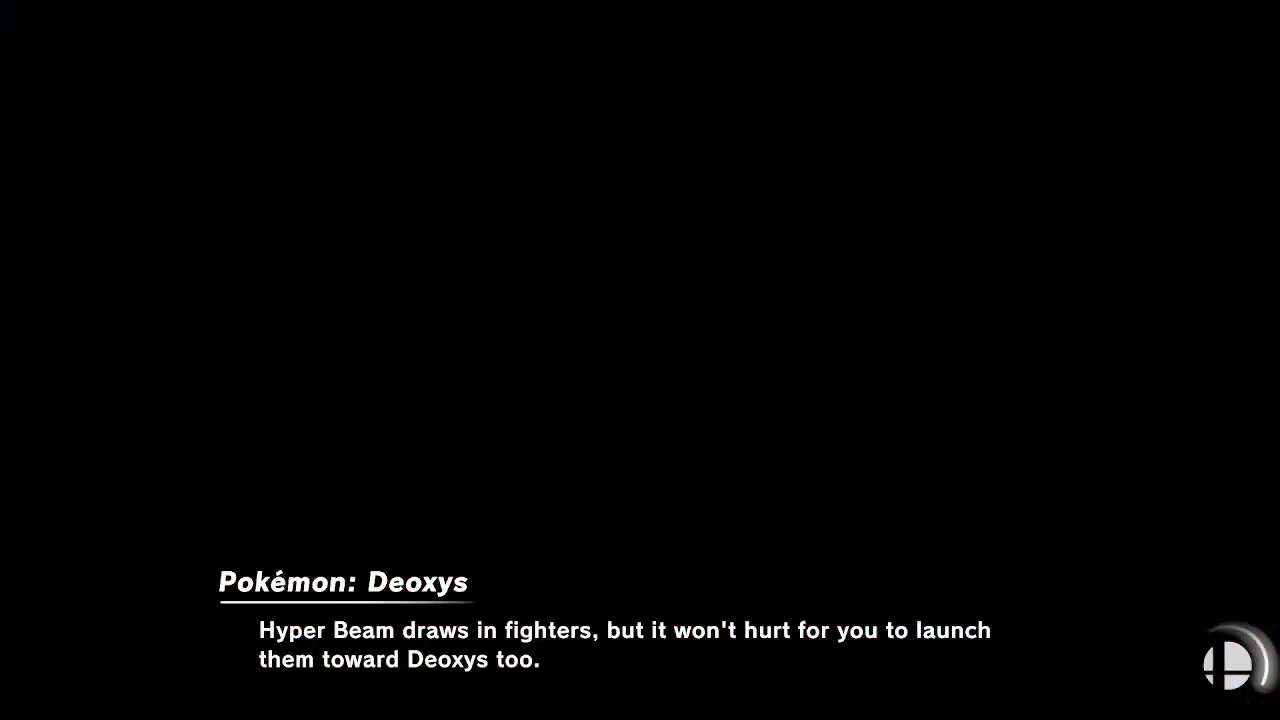 Pokémon: Deoxys
Hyper Beam draws in fighters, but it won't hurt for you to launch
them toward Deoxys too.